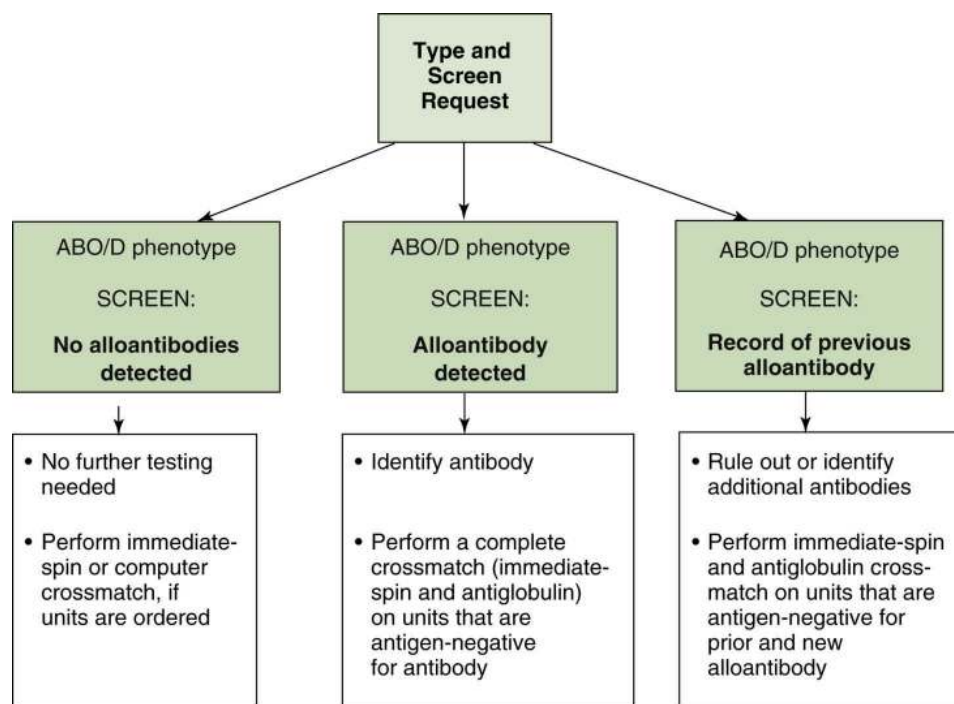 Type and
Screen
Request
ABO/D phenotype
SCREEN:
No alloantibodies
detected
ABO/D phenotype
SCREEN:
Alloantibody
detected
ABO/D phenotype
SCREEN:
Record of previous
alloantibody
• No further testing
needed
• Perform immediate-
spin or computer
crossmatch, if
units are ordered
• Identify antibody
• Perform a complete
crossmatch (immediate-
spin and antiglobulin)
on units that are
antigen-negative
for antibody
• Rule out or identify
additional antibodies
• Perform immediate-spin
and antiglobulin cross-
match on units that are
antigen-negative for
prior and new
alloantibody